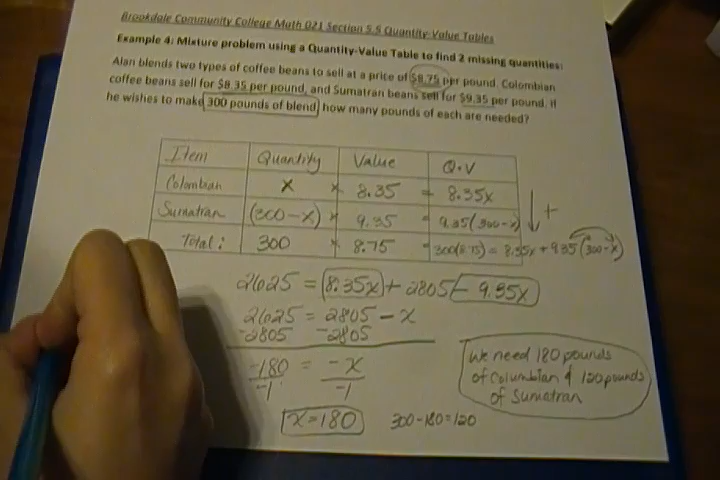 Brookdale Community College Math 021 Section 5.5 Quantity-Value Tables
Example 4: Mixture problem using a Quantity-Value Table to find 2 missing quantities:
Alan blends two types of coffee beans to sell at a price of $8.75 per pound. Colombian
coffee beans sell for $8.35 per pound, and Sumatran beans sell for $9.35 per pound. If
he wishes to make 300 pounds of blend, how many pounds of each are needed?
Item Quantity Value Q·V
Colombian x × 8.35 = 8.35x
Sumatran (300-x) × 9.35 = 9.35(300-x) +
Total: 300 × 8.75 = 300(8.75) = 8.35x + 9.35(300-x)
2625 = 8.35x + 2805 - 9.35x
2625 = 2805 - x
-2805 -2805
-180 = -x
-1 -1
x=180
300-180=120
We need 180 pounds
of Columbian & 120 pounds
of Sumatran